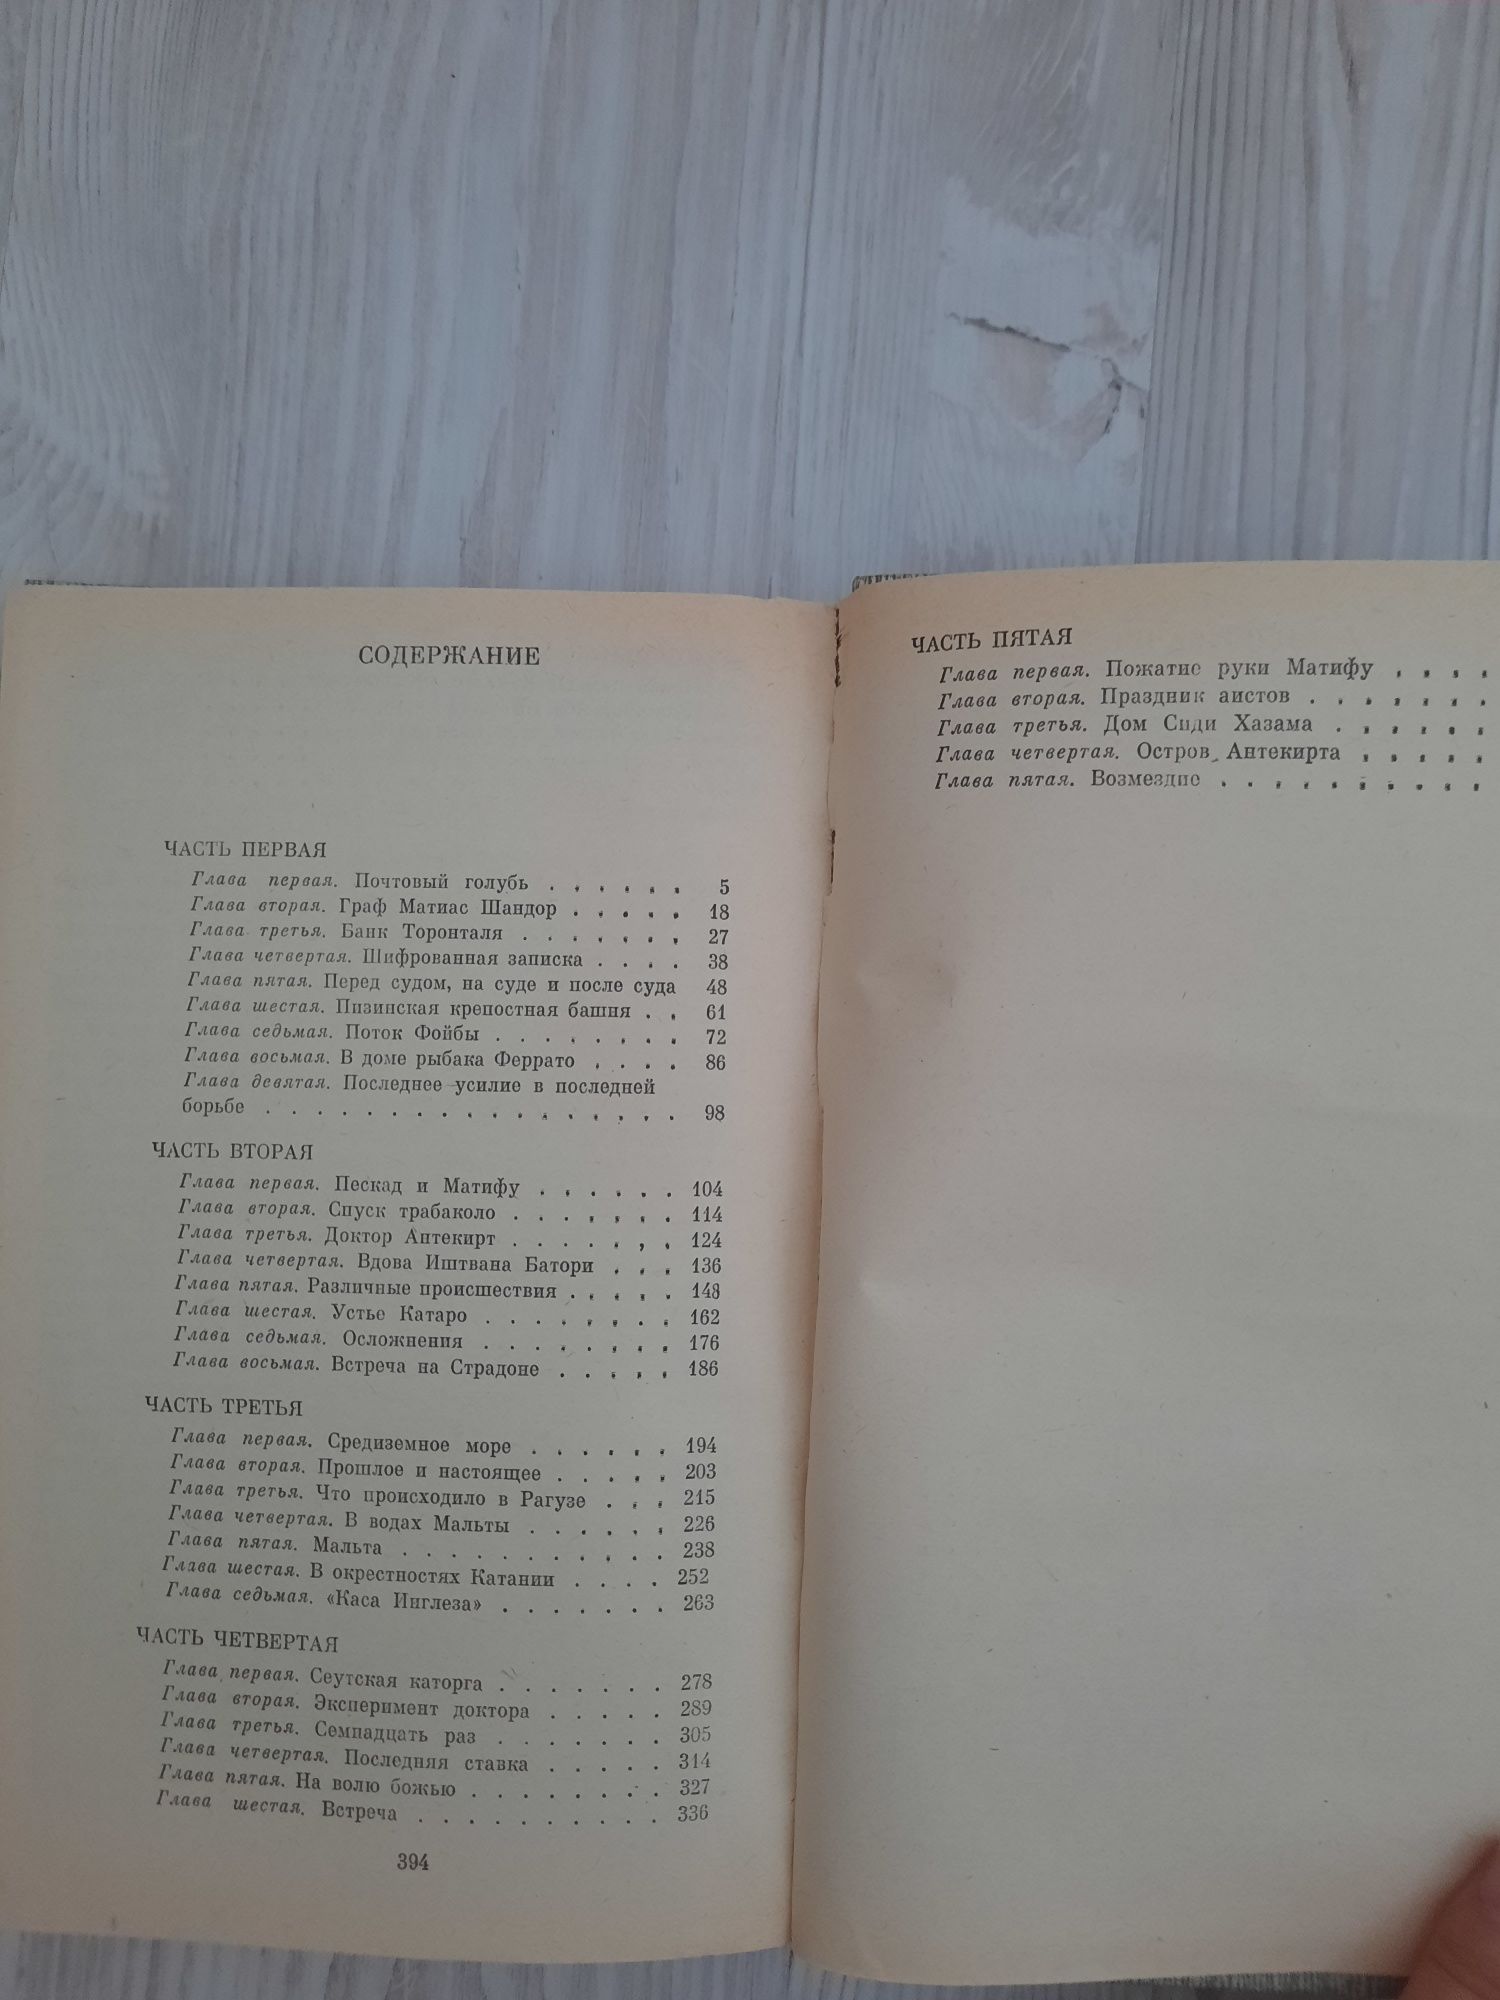 СОДЕРЖАНИЕ
ЧАСТЬ ПЕРВАЯ
Глава первая. Почтовый голубь . . . . . . 5
Глава вторая. Граф Матиас Шандор . . . . . 18
Глава третья. Банк Торонталя . . . . . . . 27
Глава четвертая. Шифрованная записка . . . . 38
Глава пятая. Перед судом, на суде и после суда 48
Глава шестая. Пизинская крепостная башня . . 61
Глава седьмая. Поток Фойбы . . . . . . . . 72
Глава восьмая. В доме рыбака Феррато . . . . 86
Глава девятая. Последнее усилие в последней
борьбе . . . . . . . . . . . . . . . . . 98
ЧАСТЬ ВТОРАЯ
Глава первая. Пескад и Матифу . . . . . . 104
Глава вторая. Спуск трабаколо . . . . . . . 114
Глава третья. Доктор Антекирт . . . . . . . 124
Глава четвертая. Вдова Иштвана Батори . . . 136
Глава пятая. Различные происшествия . . . . . 148
Глава шестая. Устье Катаро . . . . . . . . 162
Глава седьмая. Осложнения . . . . . . . . 176
Глава восьмая. Встреча на Страдоне . . . . . 186
ЧАСТЬ ТРЕТЬЯ
Глава первая. Средиземное море . . . . . . 194
Глава вторая. Прошлое и настоящее . . . . . 203
Глава третья. Что происходило в Рагузе . . . 215
Глава четвертая. В водах Мальты . . . . . . 226
Глава пятая. Мальта . . . . . . . . . . . 238
Глава шестая. В окрестностях Катании . . . . 252
Глава седьмая. «Каса Инглеза» . . . . . . . 263
ЧАСТЬ ЧЕТВЕРТАЯ
Глава первая. Сеутская каторга . . . . . . . 278
Глава вторая. Эксперимент доктора . . . . . 289
Глава третья. Семнадцать раз . . . . . . . 305
Глава четвертая. Последняя ставка . . . . . 314
Глава пятая. На волю божью . . . . . . . . 327
Глава шестая. Встреча . . . . . . . . . . 336
394
ЧАСТЬ ПЯТАЯ
Глава первая. Пожатие руки Матифу . . . .
Глава вторая. Праздник аистов . . . . . . .
Глава третья. Дом Сиди Хазама . . . . . .
Глава четвертая. Остров Антекирта . . . . .
Глава пятая. Возмездие . . . . . . . . . .